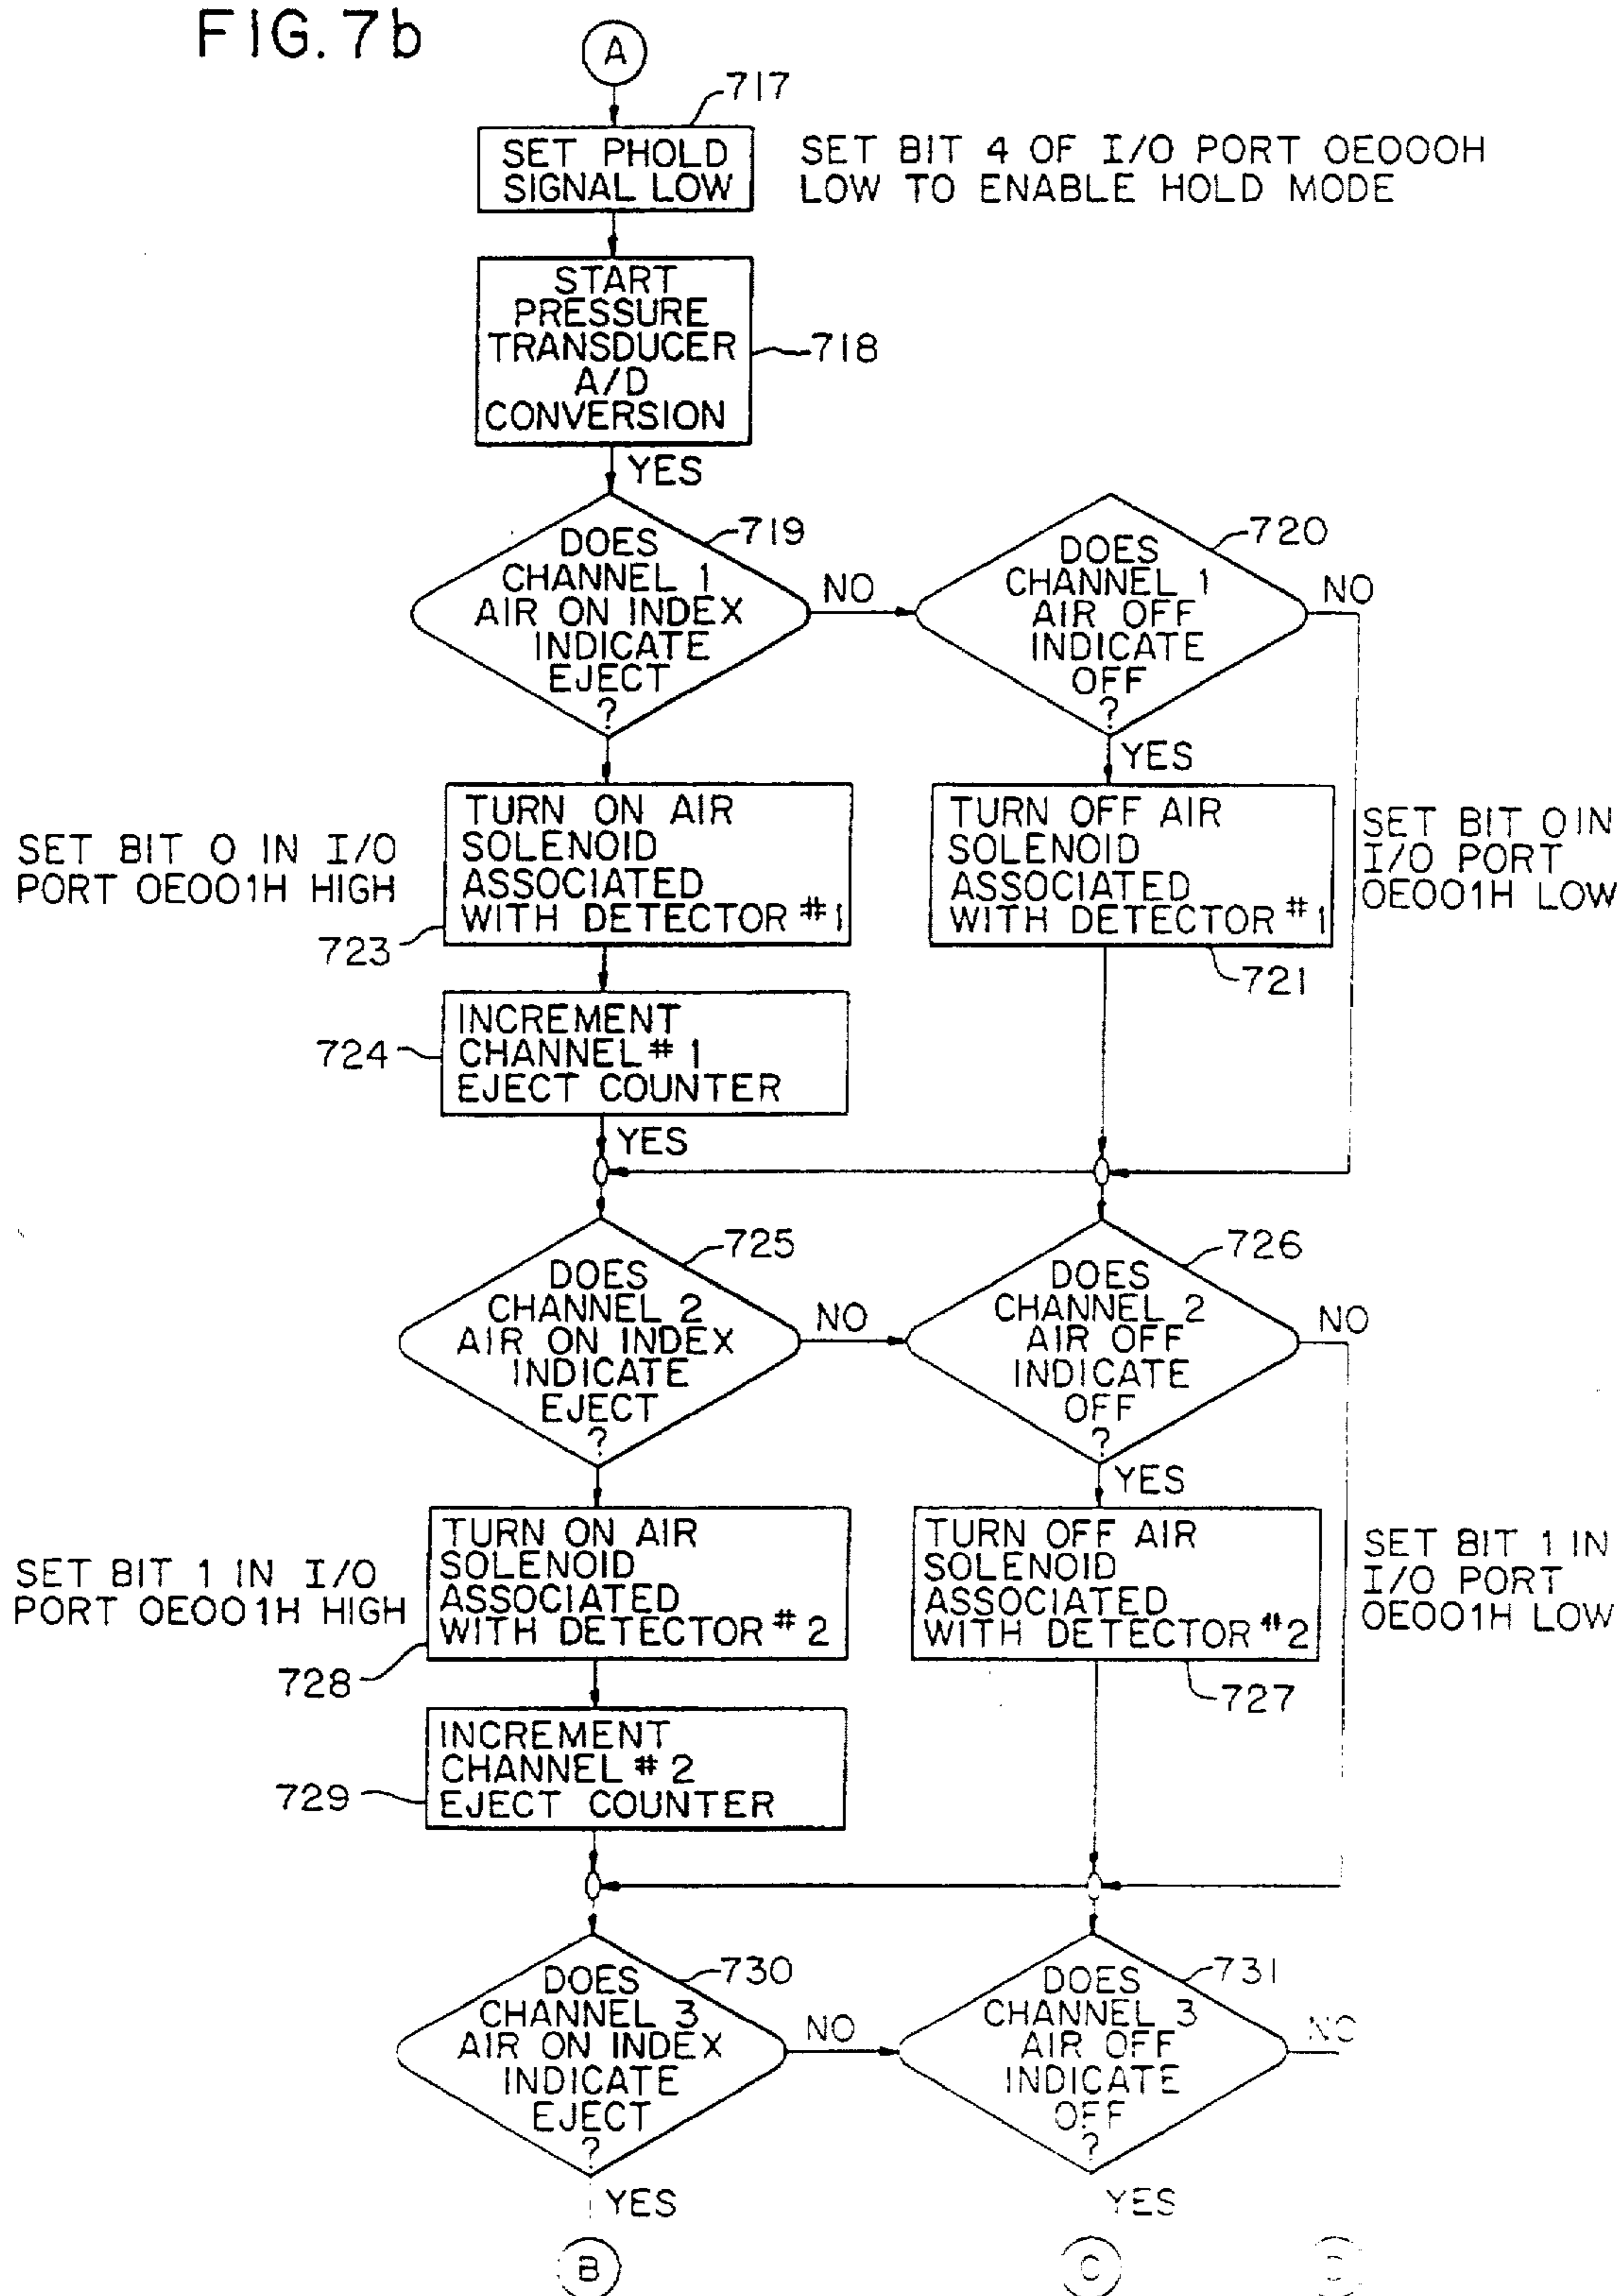 FIG. 7b
A
717
SET PHOLD
SIGNAL LOW
SET BIT 4 OF I/O PORT OE000H
LOW TO ENABLE HOLD MODE
START
PRESSURE
TRANSDUCER
A/D
CONVERSION
718
YES
DOES
CHANNEL 1
AIR ON INDEX
INDICATE
EJECT
?
719
NO
DOES
CHANNEL 1
AIR OFF
INDICATE
OFF
?
720
NO
YES
SET BIT 0 IN I/O
PORT OE001H HIGH
TURN ON AIR
SOLENOID
ASSOCIATED
WITH DETECTOR #1
723
TURN OFF AIR
SOLENOID
ASSOCIATED
WITH DETECTOR #1
721
SET BIT 0 IN
I/O PORT
OE001H LOW
INCREMENT
CHANNEL #1
EJECT COUNTER
724
YES
DOES
CHANNEL 2
AIR ON INDEX
INDICATE
EJECT
?
725
NO
DOES
CHANNEL 2
AIR OFF
INDICATE
OFF
?
726
NO
YES
SET BIT 1 IN I/O
PORT OE001H HIGH
TURN ON AIR
SOLENOID
ASSOCIATED
WITH DETECTOR #2
728
TURN OFF AIR
SOLENOID
ASSOCIATED
WITH DETECTOR #2
727
SET BIT 1 IN
I/O PORT
OE001H LOW
INCREMENT
CHANNEL #2
EJECT COUNTER
729
DOES
CHANNEL 3
AIR ON INDEX
INDICATE
EJECT
?
730
NO
DOES
CHANNEL 3
AIR OFF
INDICATE
OFF
?
731
NO
YES
YES
B
C